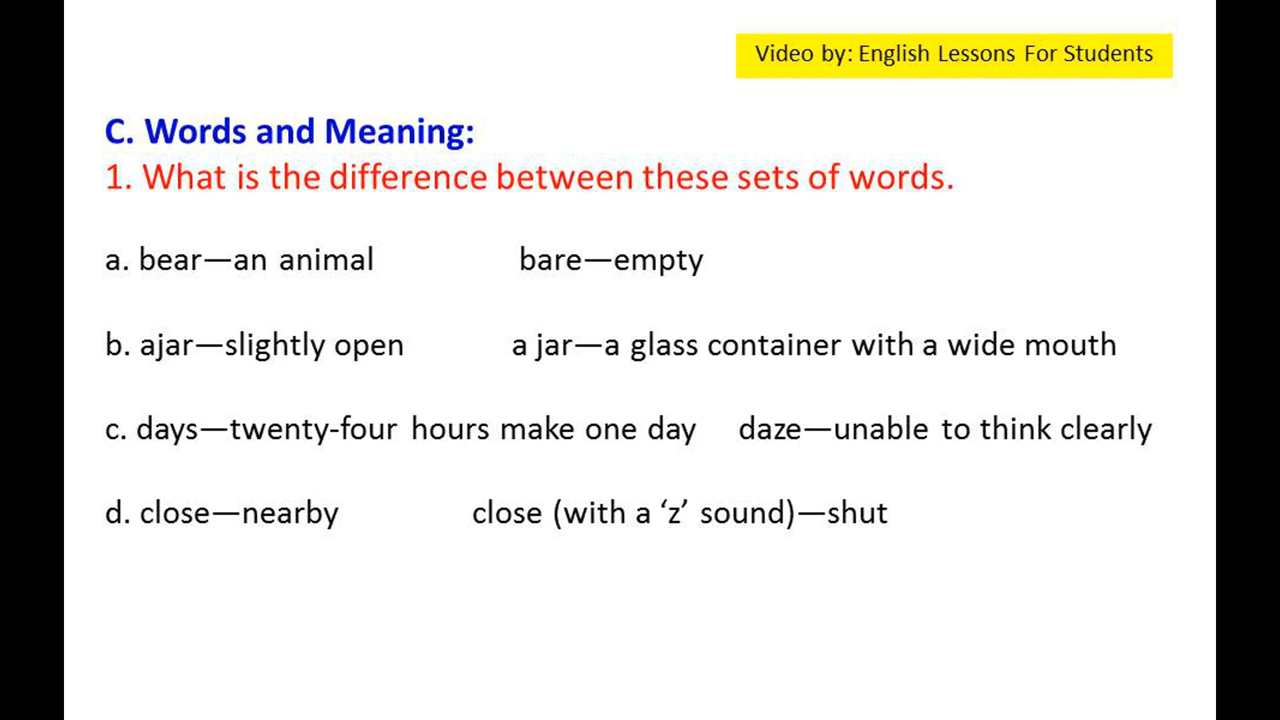 Video by: English Lessons For Students
C. Words and Meaning:
1. What is the difference between these sets of words.
a. bear—an animal bare—empty
b. ajar—slightly open a jar—a glass container with a wide mouth
c. days—twenty-four hours make one day daze—unable to think clearly
d. close—nearby close (with a ‘z’ sound)—shut